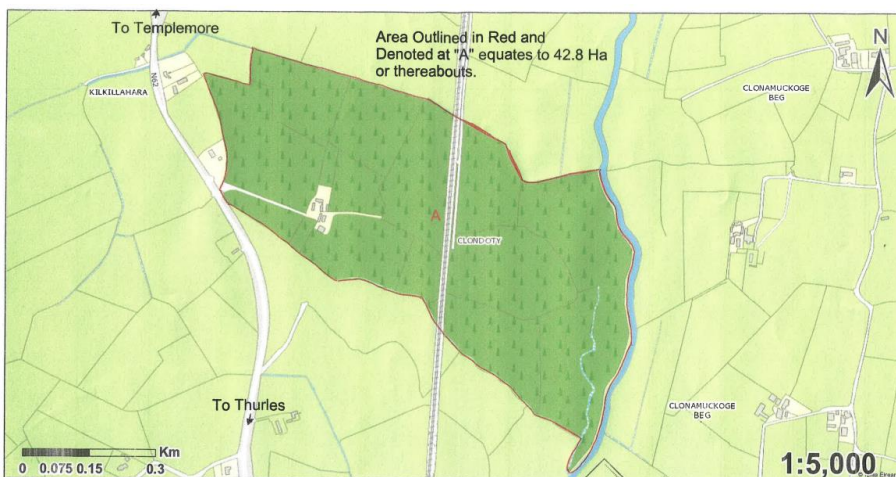 To Templemore
Area Outlined in Red and
Denoted at "A" equates to 42.8 Ha
or thereabouts.
N
N62
KILKILLAHARA
CLONAMUCKOGE
BEG
A
CLONDOTY
To Thurles
CLONAMUCKOGE
BEG
Km
0 0.075 0.15 0.3
1:5,000